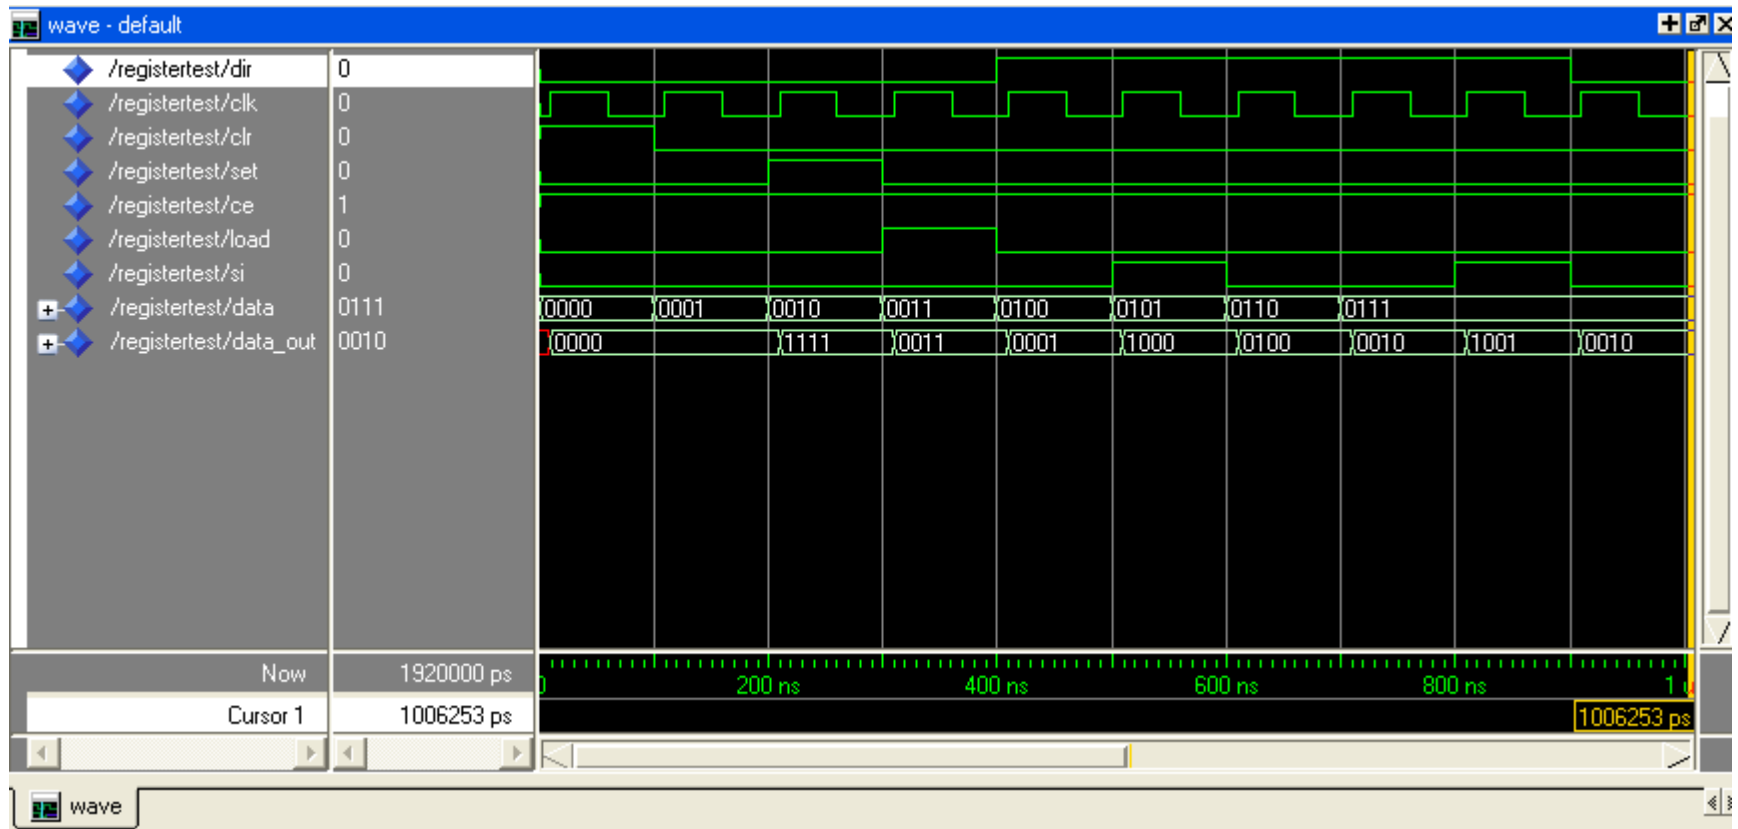 wave - default
/registertest/dir 0
/registertest/clk 0
/registertest/clr 0
/registertest/set 0
/registertest/ce 1
/registertest/load 0
/registertest/si 0
/registertest/data 0111 0000 0001 0010 0011 0100 0101 0110 0111
/registertest/data_out 0010 0000 1111 0011 0001 1000 0100 0010 1001 0010
Now 1920000 ps 200 ns 400 ns 600 ns 800 ns 1
Cursor 1 1006253 ps 1006253 ps
wave